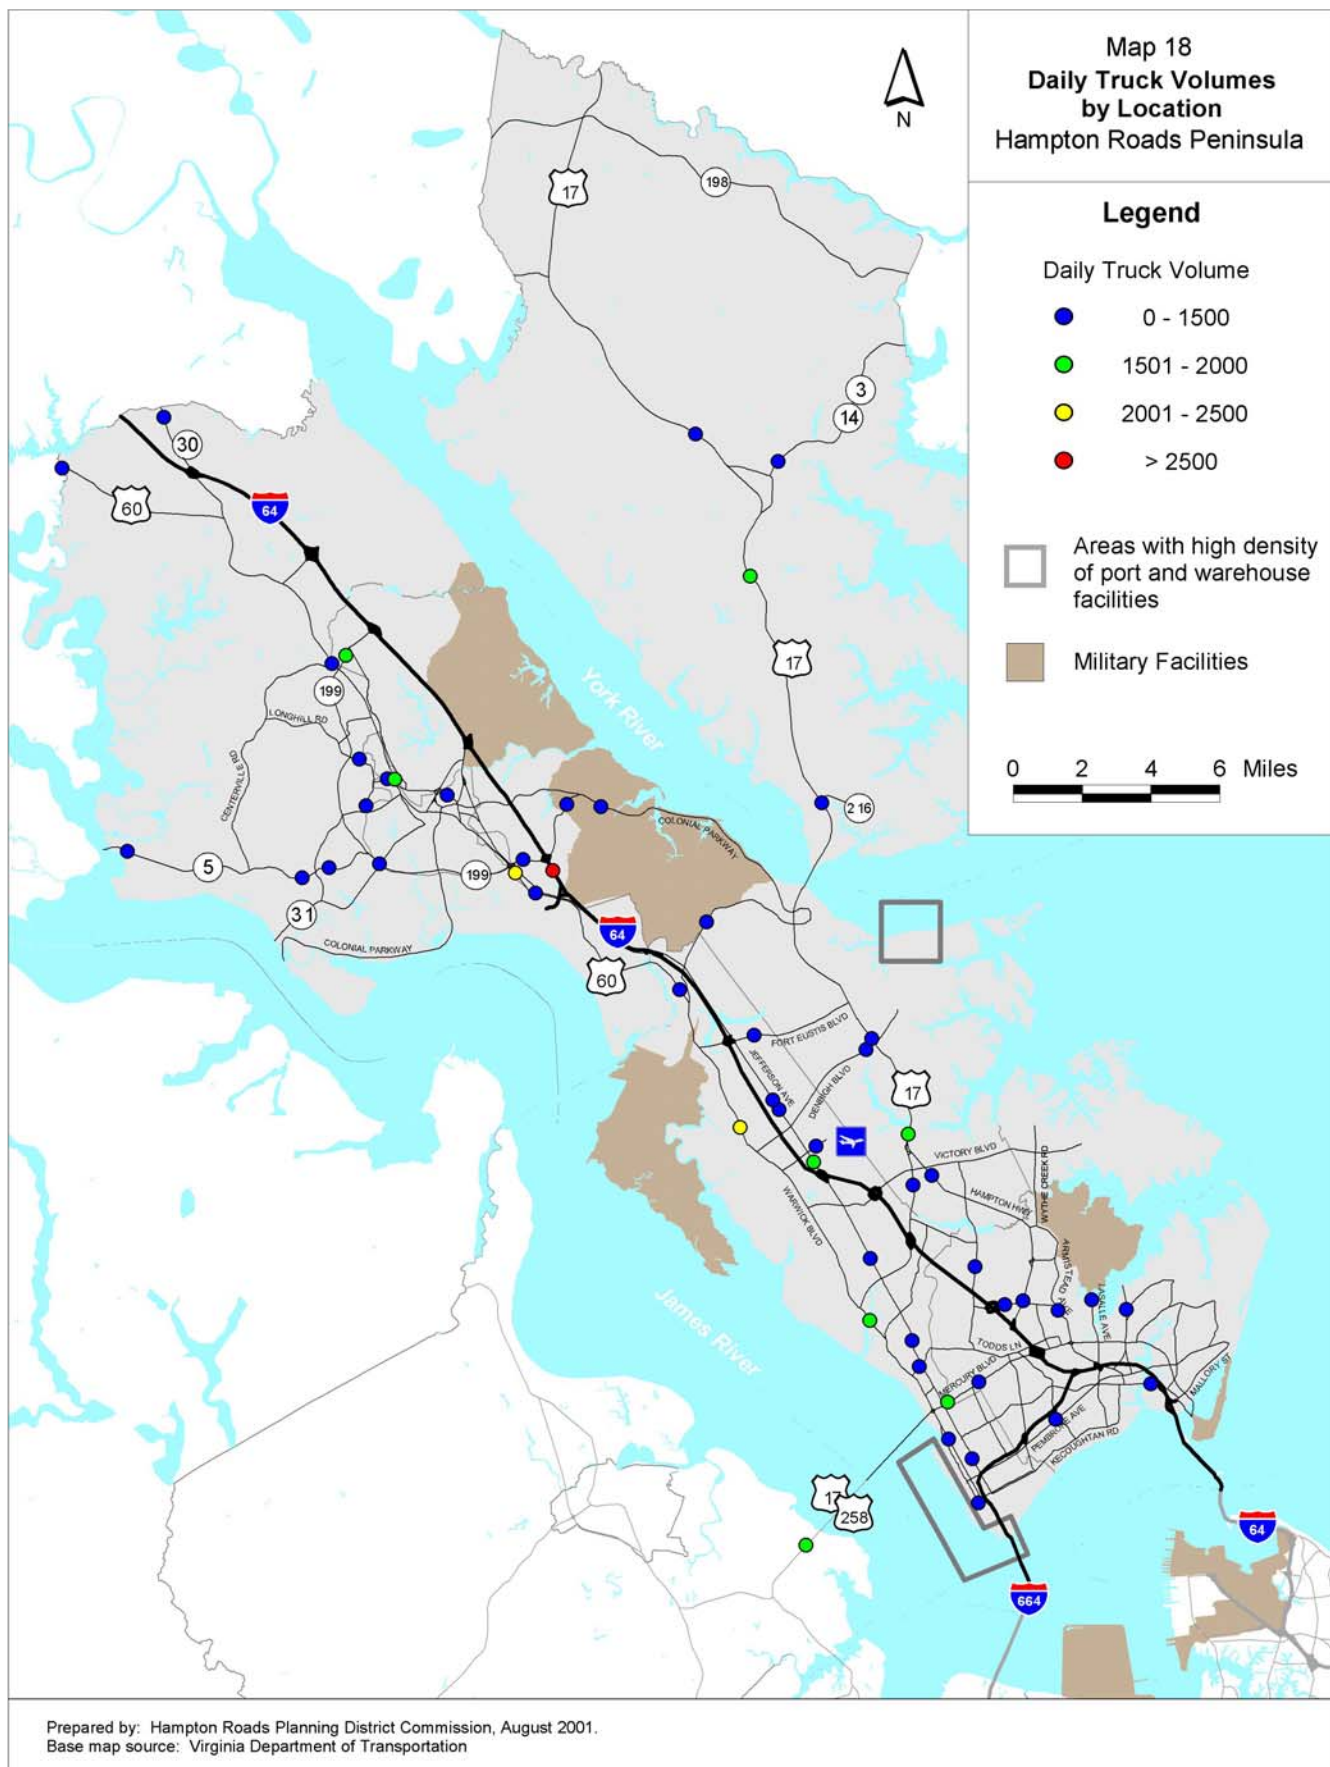 Map 18
Daily Truck Volumes
by Location
Hampton Roads Peninsula
N
Legend
Daily Truck Volume
0 - 1500
1501 - 2000
2001 - 2500
> 2500
Areas with high density
of port and warehouse
facilities
Military Facilities
0 2 4 6 Miles
17
198
3
14
30
60
64
17
York River
199
LONGHILL RD
CENTERVILLE RD
216
COLONIAL PARKWAY
5
199
31
COLONIAL PARKWAY
64
60
FORT EUSTIS BLVD
JEFFERSON AVE
DENBIGH BLVD
17
VICTORY BLVD
WYTHE CREEK RD
HAMPTON HWY
WARWICK BLVD
ARMISTEAD AVE
LASALLE AVE
James River
TODDS LN
MERCURY BLVD
MALLORY ST
PEMBROKE AVE
KECOUGHTAN RD
17
258
64
664
Prepared by: Hampton Roads Planning District Commission, August 2001.
Base map source: Virginia Department of Transportation